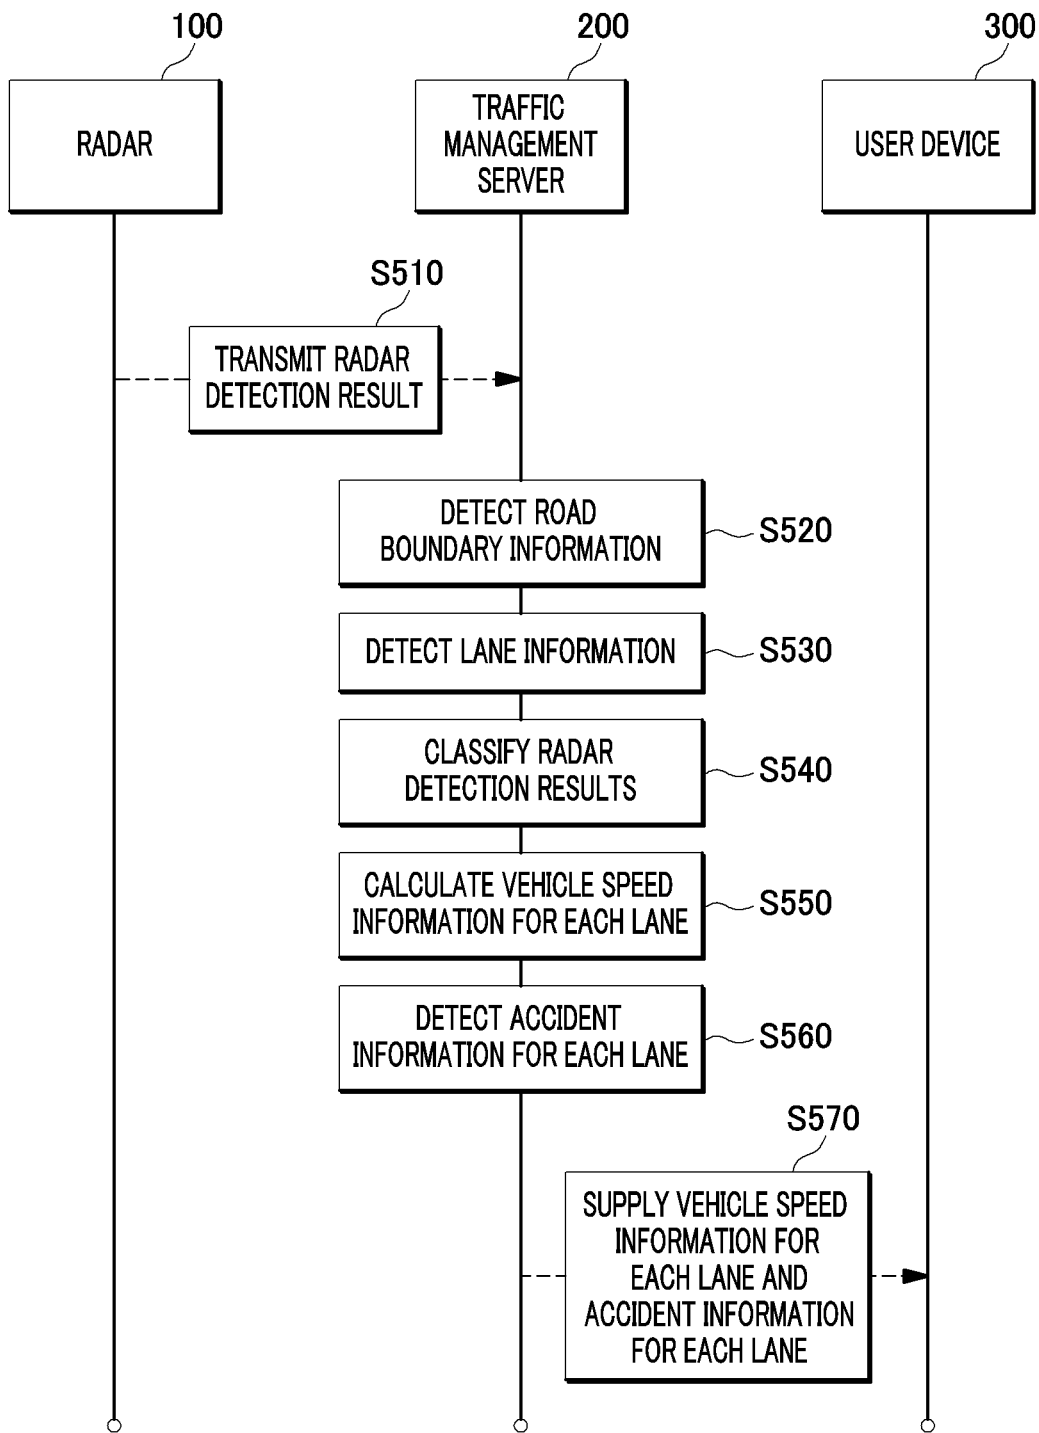 100
200
300
RADAR
TRAFFIC
MANAGEMENT
SERVER
USER DEVICE
S510
TRANSMIT RADAR
DETECTION RESULT
DETECT ROAD
BOUNDARY INFORMATION
S520
DETECT LANE INFORMATION
S530
CLASSIFY RADAR
DETECTION RESULTS
S540
CALCULATE VEHICLE SPEED
INFORMATION FOR EACH LANE
S550
DETECT ACCIDENT
INFORMATION FOR EACH LANE
S560
S570
SUPPLY VEHICLE SPEED
INFORMATION FOR
EACH LANE AND
ACCIDENT INFORMATION
FOR EACH LANE